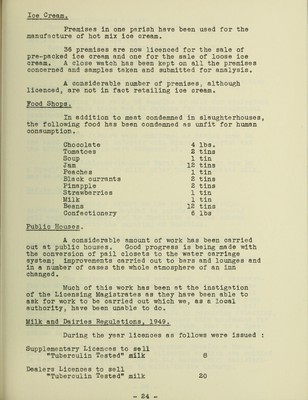 Ice Cream.
Premises in one parish have been used for the
manufacture of hot mix ice cream.
36 premises are now licenced for the sale of
pre-packed ice cream and one for the sale of loose ice
cream. A close watch has been kept on all the premises
concerned and samples taken and submitted for analysis.
A considerable number of premises, although
licenced, are not in fact retailing ice cream.
Food Shops.
In addition to meat condemned in slaughterhouses,
the following food has been condemned as unfit for human
consumption.
Chocolate 4 lbs.
Tomatoes 2 tins
Soup 1 tin
Jam 12 tins
Peaches 1 tin
Black currants 2 tins
Pineapple 2 tins
Strawberries 1 tin
Milk 1 tin
Beans 12 tins
Confectionery 6 lbs
Public Houses.
A considerable amount of work has been carried
out at public houses. Good progress is being made with
the conversion of pail closets to the water carriage
system; improvements carried out to bars and lounges and
in a number of cases the whole atmosphere of an inn
changed.
Much of this work has been at the instigation
of the Licensing Magistrates as they have been able to
ask for work to be carried out which we, as a local
authority, have been unable to do.
Milk and Dairies Regulations, 1949.
During the year licences as follows were issued :
Supplementary Licences to sell
"Tuberculin Tested" milk 8
Dealers Licences to sell
"Tuberculin Tested" milk 20
- 24 -